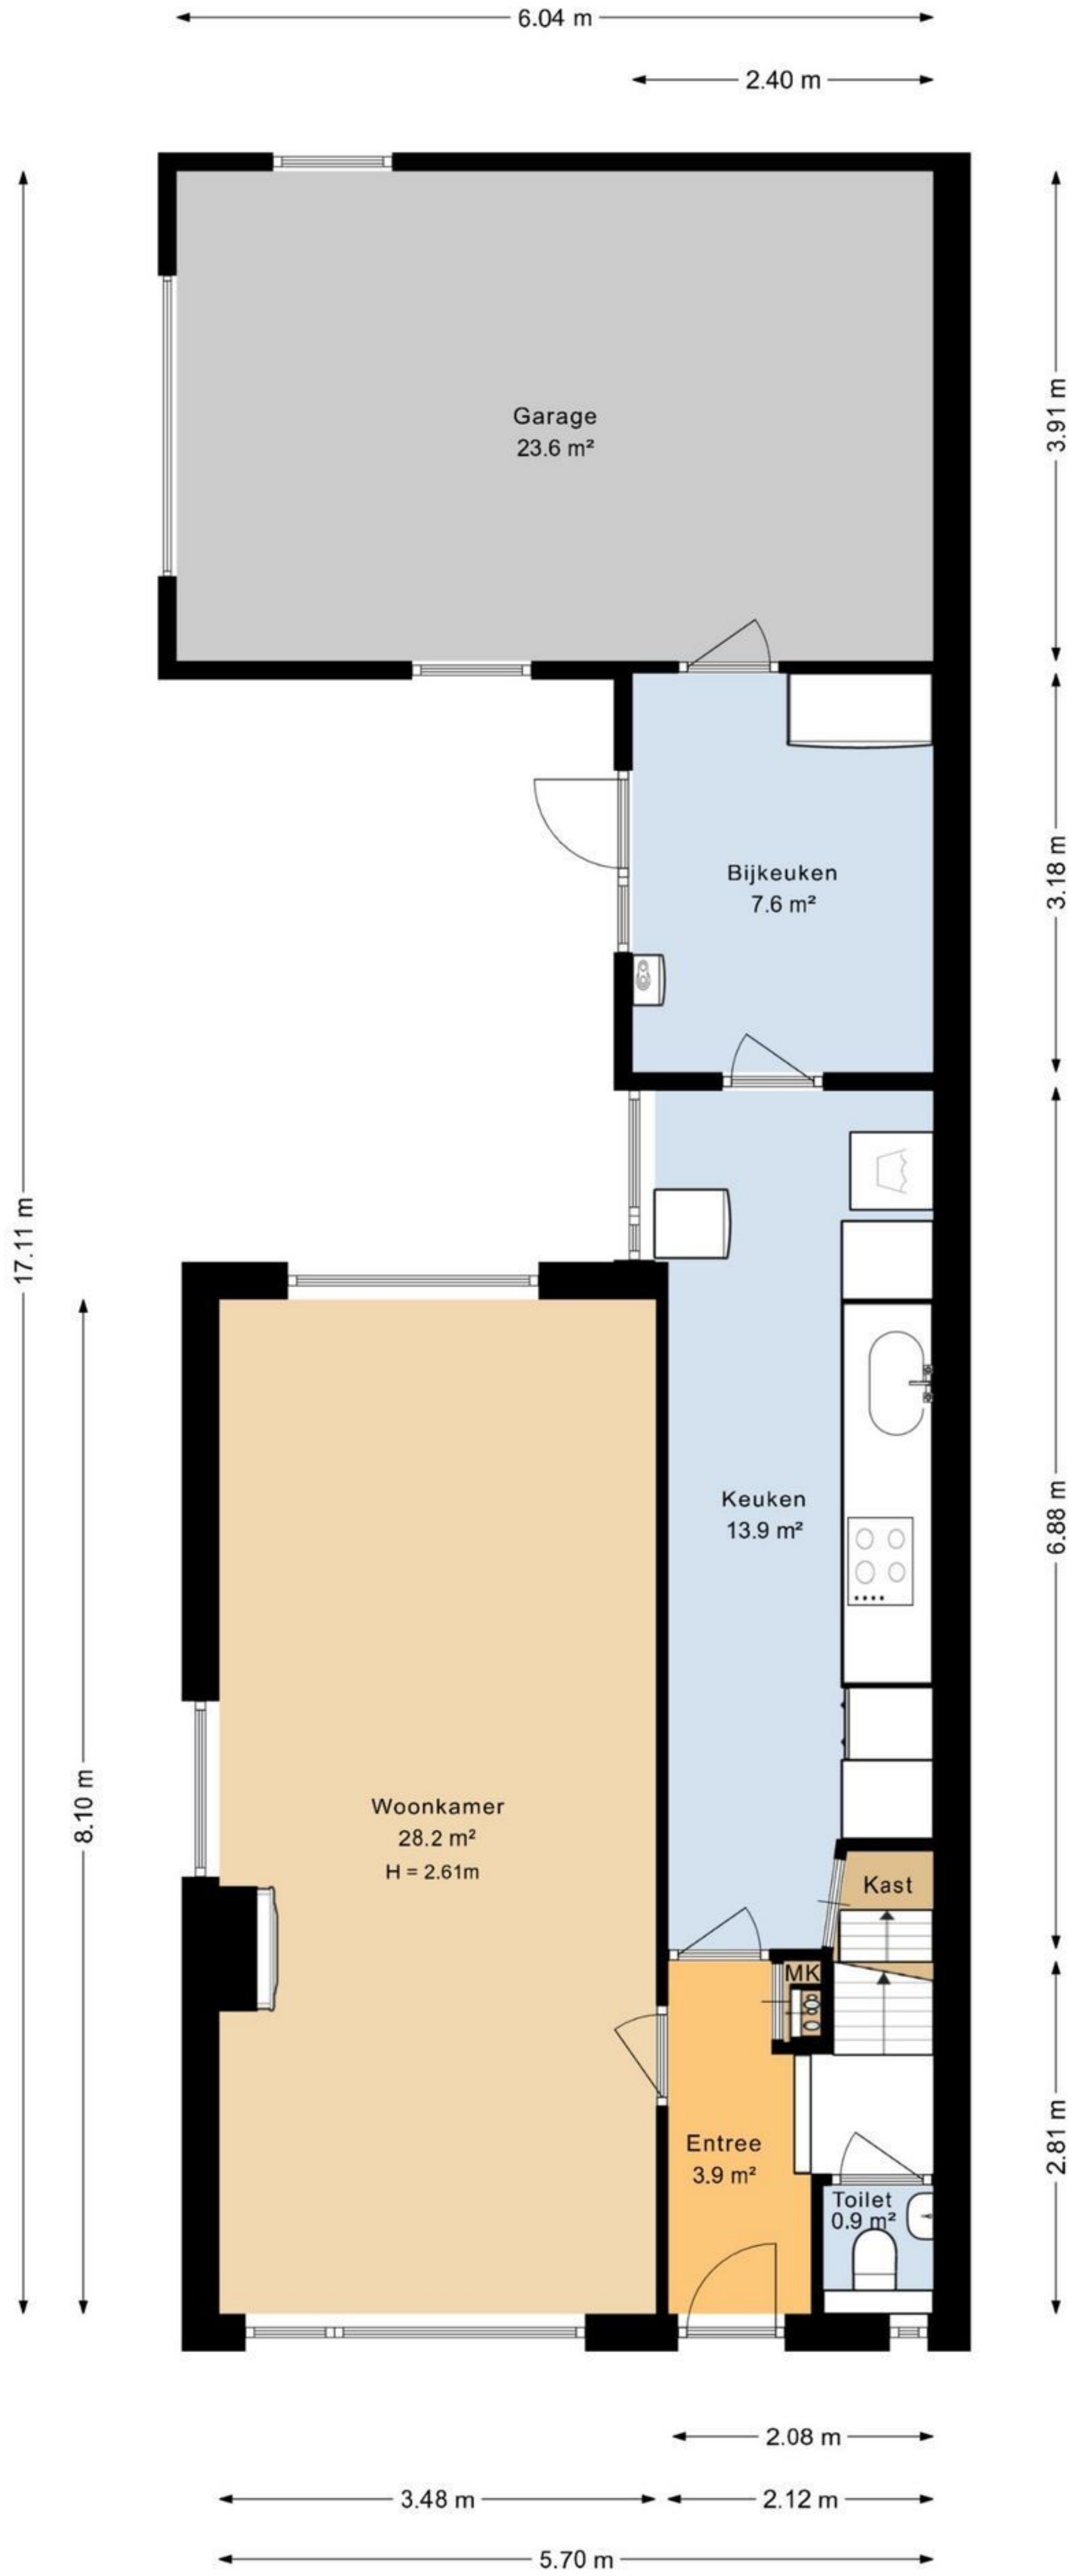 6.04 m
2.40 m
Garage
23.6 m²
3.91 m
Bijkeuken
7.6 m²
3.18 m
17.11 m
Keuken
13.9 m²
6.88 m
8.10 m
Woonkamer
28.2 m²
H = 2.61m
Kast
MK
Entree
3.9 m²
Toilet
0.9 m²
2.81 m
2.08 m
3.48 m
2.12 m
5.70 m